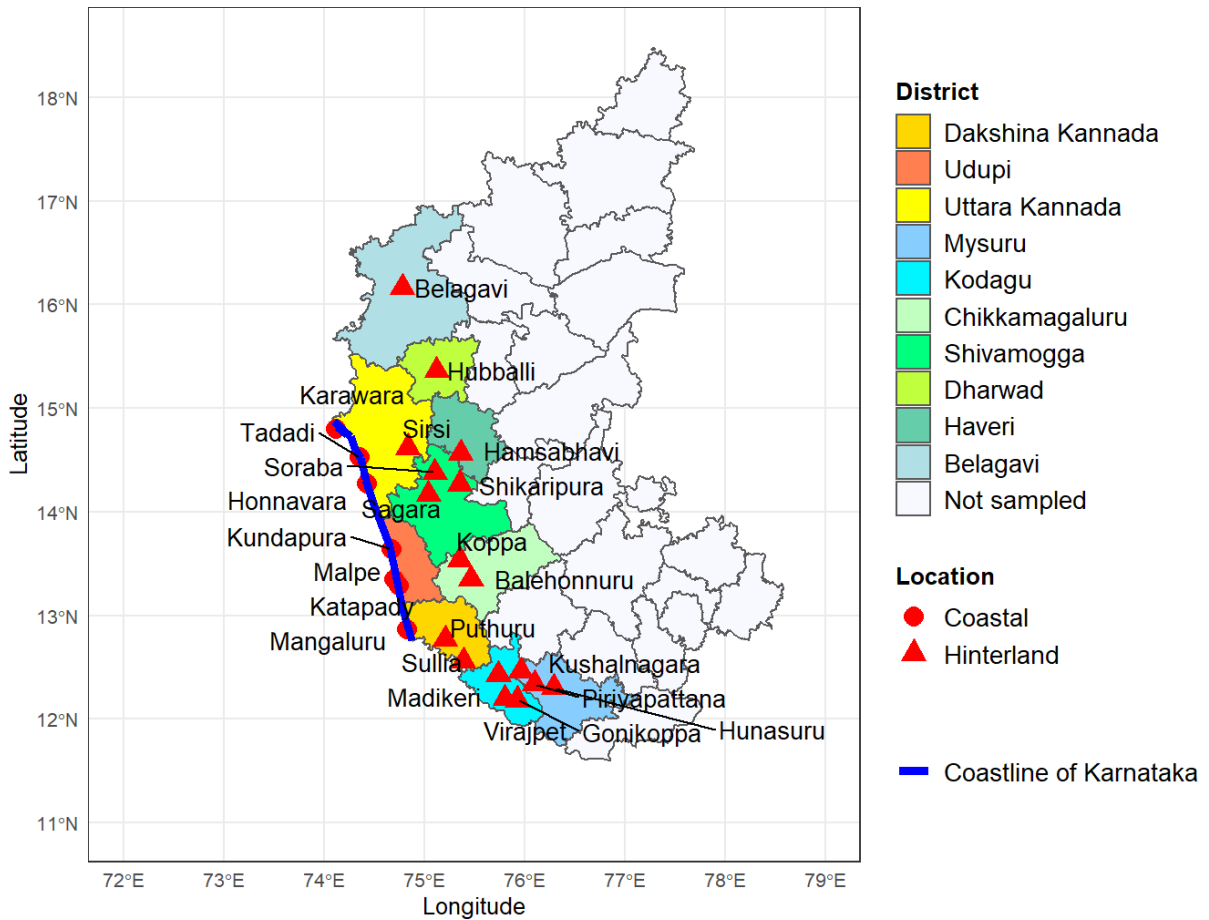 18°N
17°N
16°N
15°N
14°N
13°N
12°N
11°N
Latitude
72°E
73°E
74°E
75°E
76°E
77°E
78°E
79°E
Longitude
Belagavi
Hubballi
Karawara
Sirsi
Tadadi
Hamsabhavi
Soraba
Shikaripura
Honnavara
Sagara
Kundapura
Koppa
Malpe
Balehonnuru
Katapady
Puthuru
Mangaluru
Sullia
Kushalnagara
Madikeri
Piriyapattana
Virajpet
Gonikoppa
Hunasuru
District
Dakshina Kannada
Udupi
Uttara Kannada
Mysuru
Kodagu
Chikkamagaluru
Shivamogga
Dharwad
Haveri
Belagavi
Not sampled
Location
Coastal
Hinterland
Coastline of Karnataka